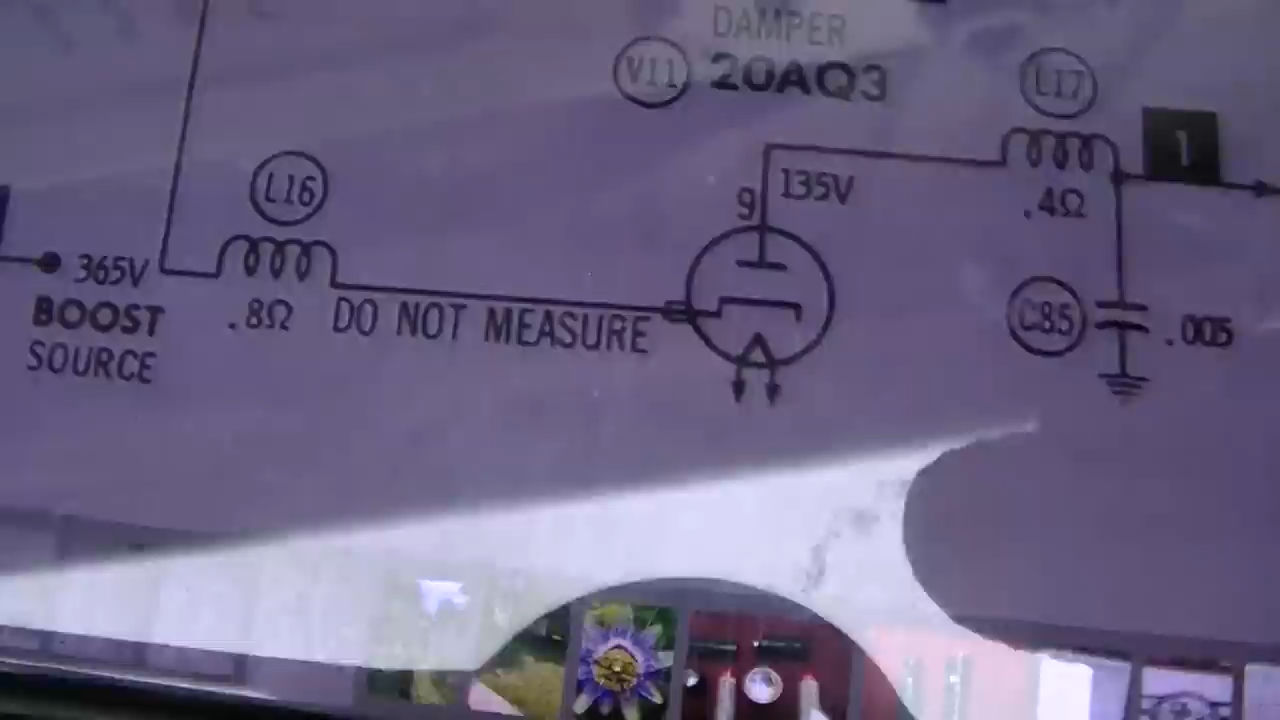 DAMPER
V11 20AQ3
L17
1
135V
9
.4Ω
L16
365V
BOOST
SOURCE
.8Ω
DO NOT MEASURE
C85
.005